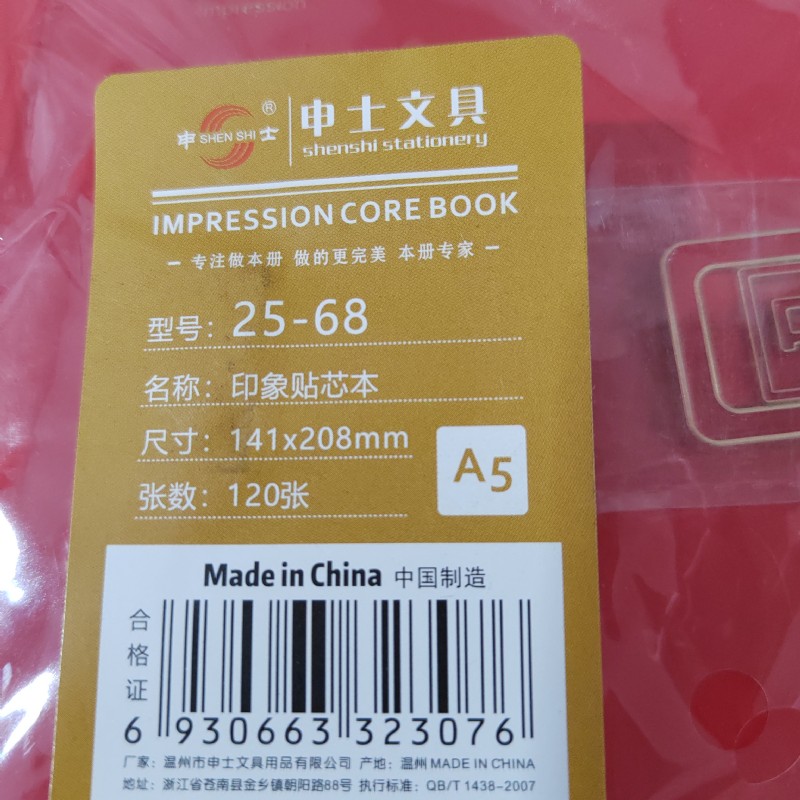 impression
申 SHEN SHI 士 ® 申士文具
shenshi stationery
IMPRESSION CORE BOOK
— 专注做本册 做的更完美 本册专家 —
型号：25-68
名称：印象贴芯本
尺寸：141x208mm
A5
张数：120张
Made in China 中国制造
合格证
6 930663 323076
厂家：温州市申士文具用品有限公司 产地：温州 MADE IN CHINA
地址：浙江省苍南县金乡镇朝阳路88号 执行标准：QB/T 1438-2007